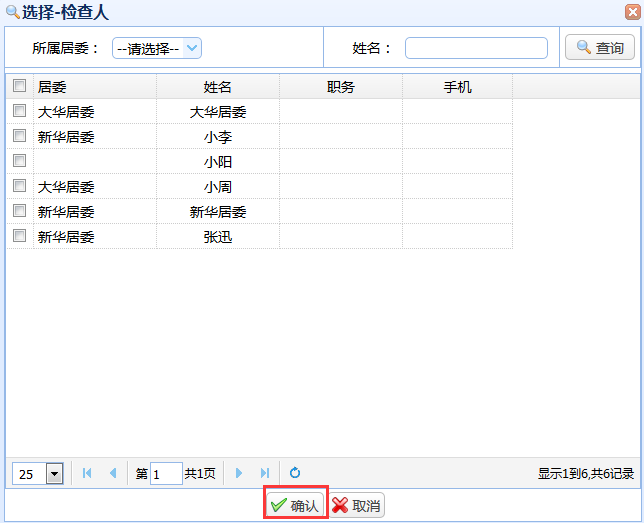 选择-检查人
所属居委： --请选择-- 姓名： 查询
居委 姓名 职务 手机
大华居委 大华居委
新华居委 小李
小阳
大华居委 小周
新华居委 新华居委
新华居委 张迅
25 第 1 共1页 显示1到6,共6记录
确认 取消